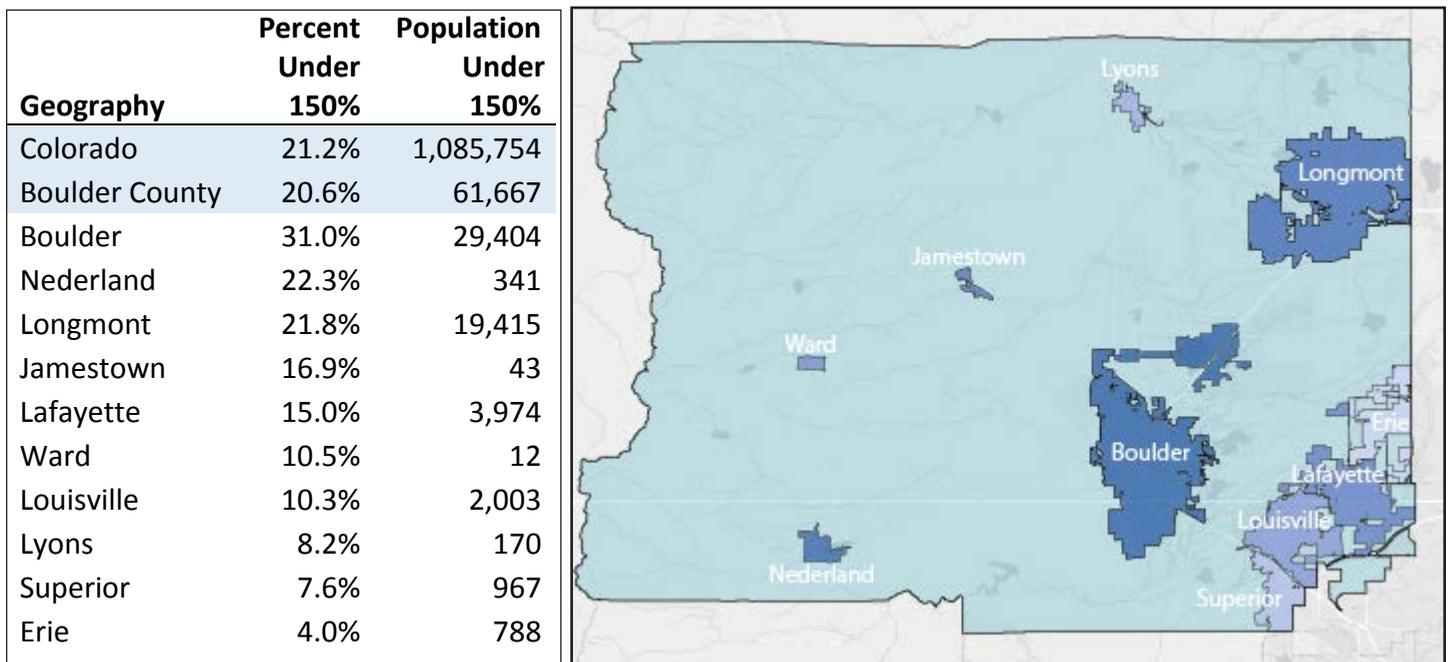 Percent Population
Under Under
Geography 150% 150%
Colorado 21.2% 1,085,754
Boulder County 20.6% 61,667
Boulder 31.0% 29,404
Nederland 22.3% 341
Longmont 21.8% 19,415
Jamestown 16.9% 43
Lafayette 15.0% 3,974
Ward 10.5% 12
Louisville 10.3% 2,003
Lyons 8.2% 170
Superior 7.6% 967
Erie 4.0% 788
Lyons
Longmont
Jamestown
Ward
Erie
Boulder
Lafayette
Louisville
Nederland
Superior